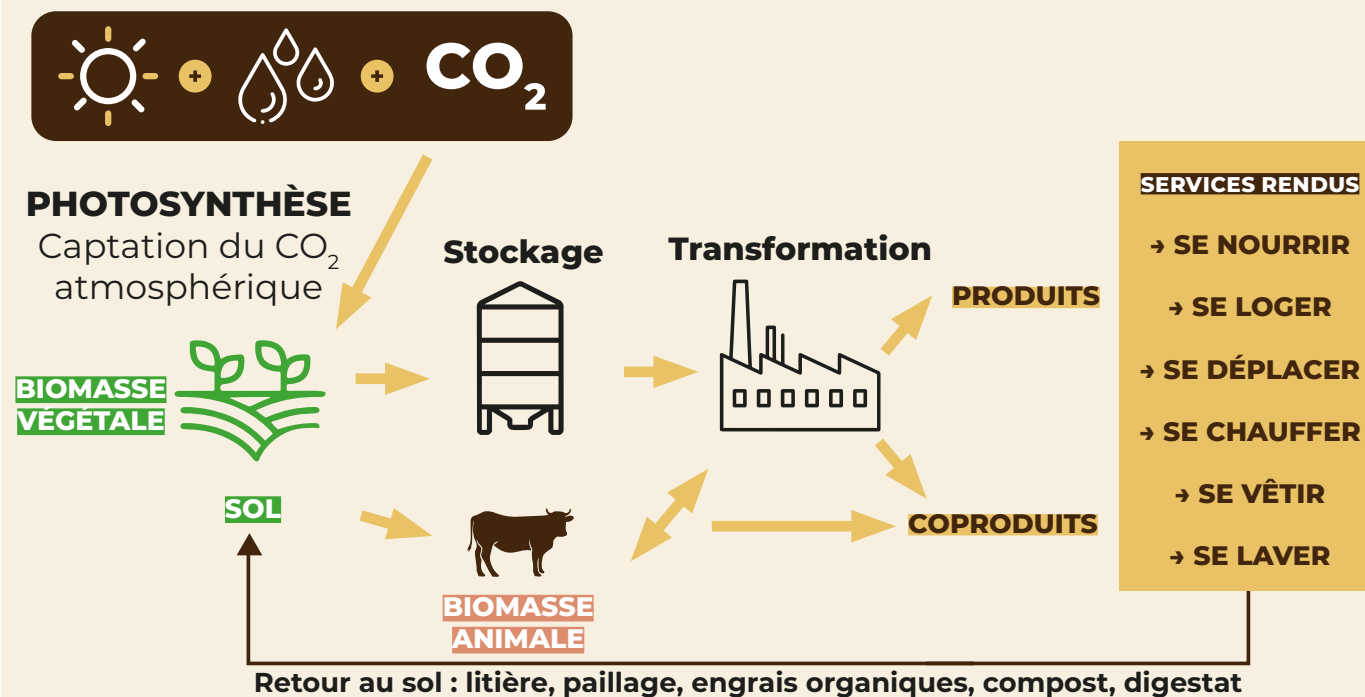 + + CO₂
PHOTOSYNTHÈSE
Captation du CO₂
atmosphérique
BIOMASSE
VÉGÉTALE
SOL
Stockage
BIOMASSE
ANIMALE
Transformation
PRODUITS
COPRODUITS
SERVICES RENDUS
→ SE NOURRIR
→ SE LOGER
→ SE DÉPLACER
→ SE CHAUFFER
→ SE VÊTIR
→ SE LAVER
Retour au sol : litière, paillage, engrais organiques, compost, digestat